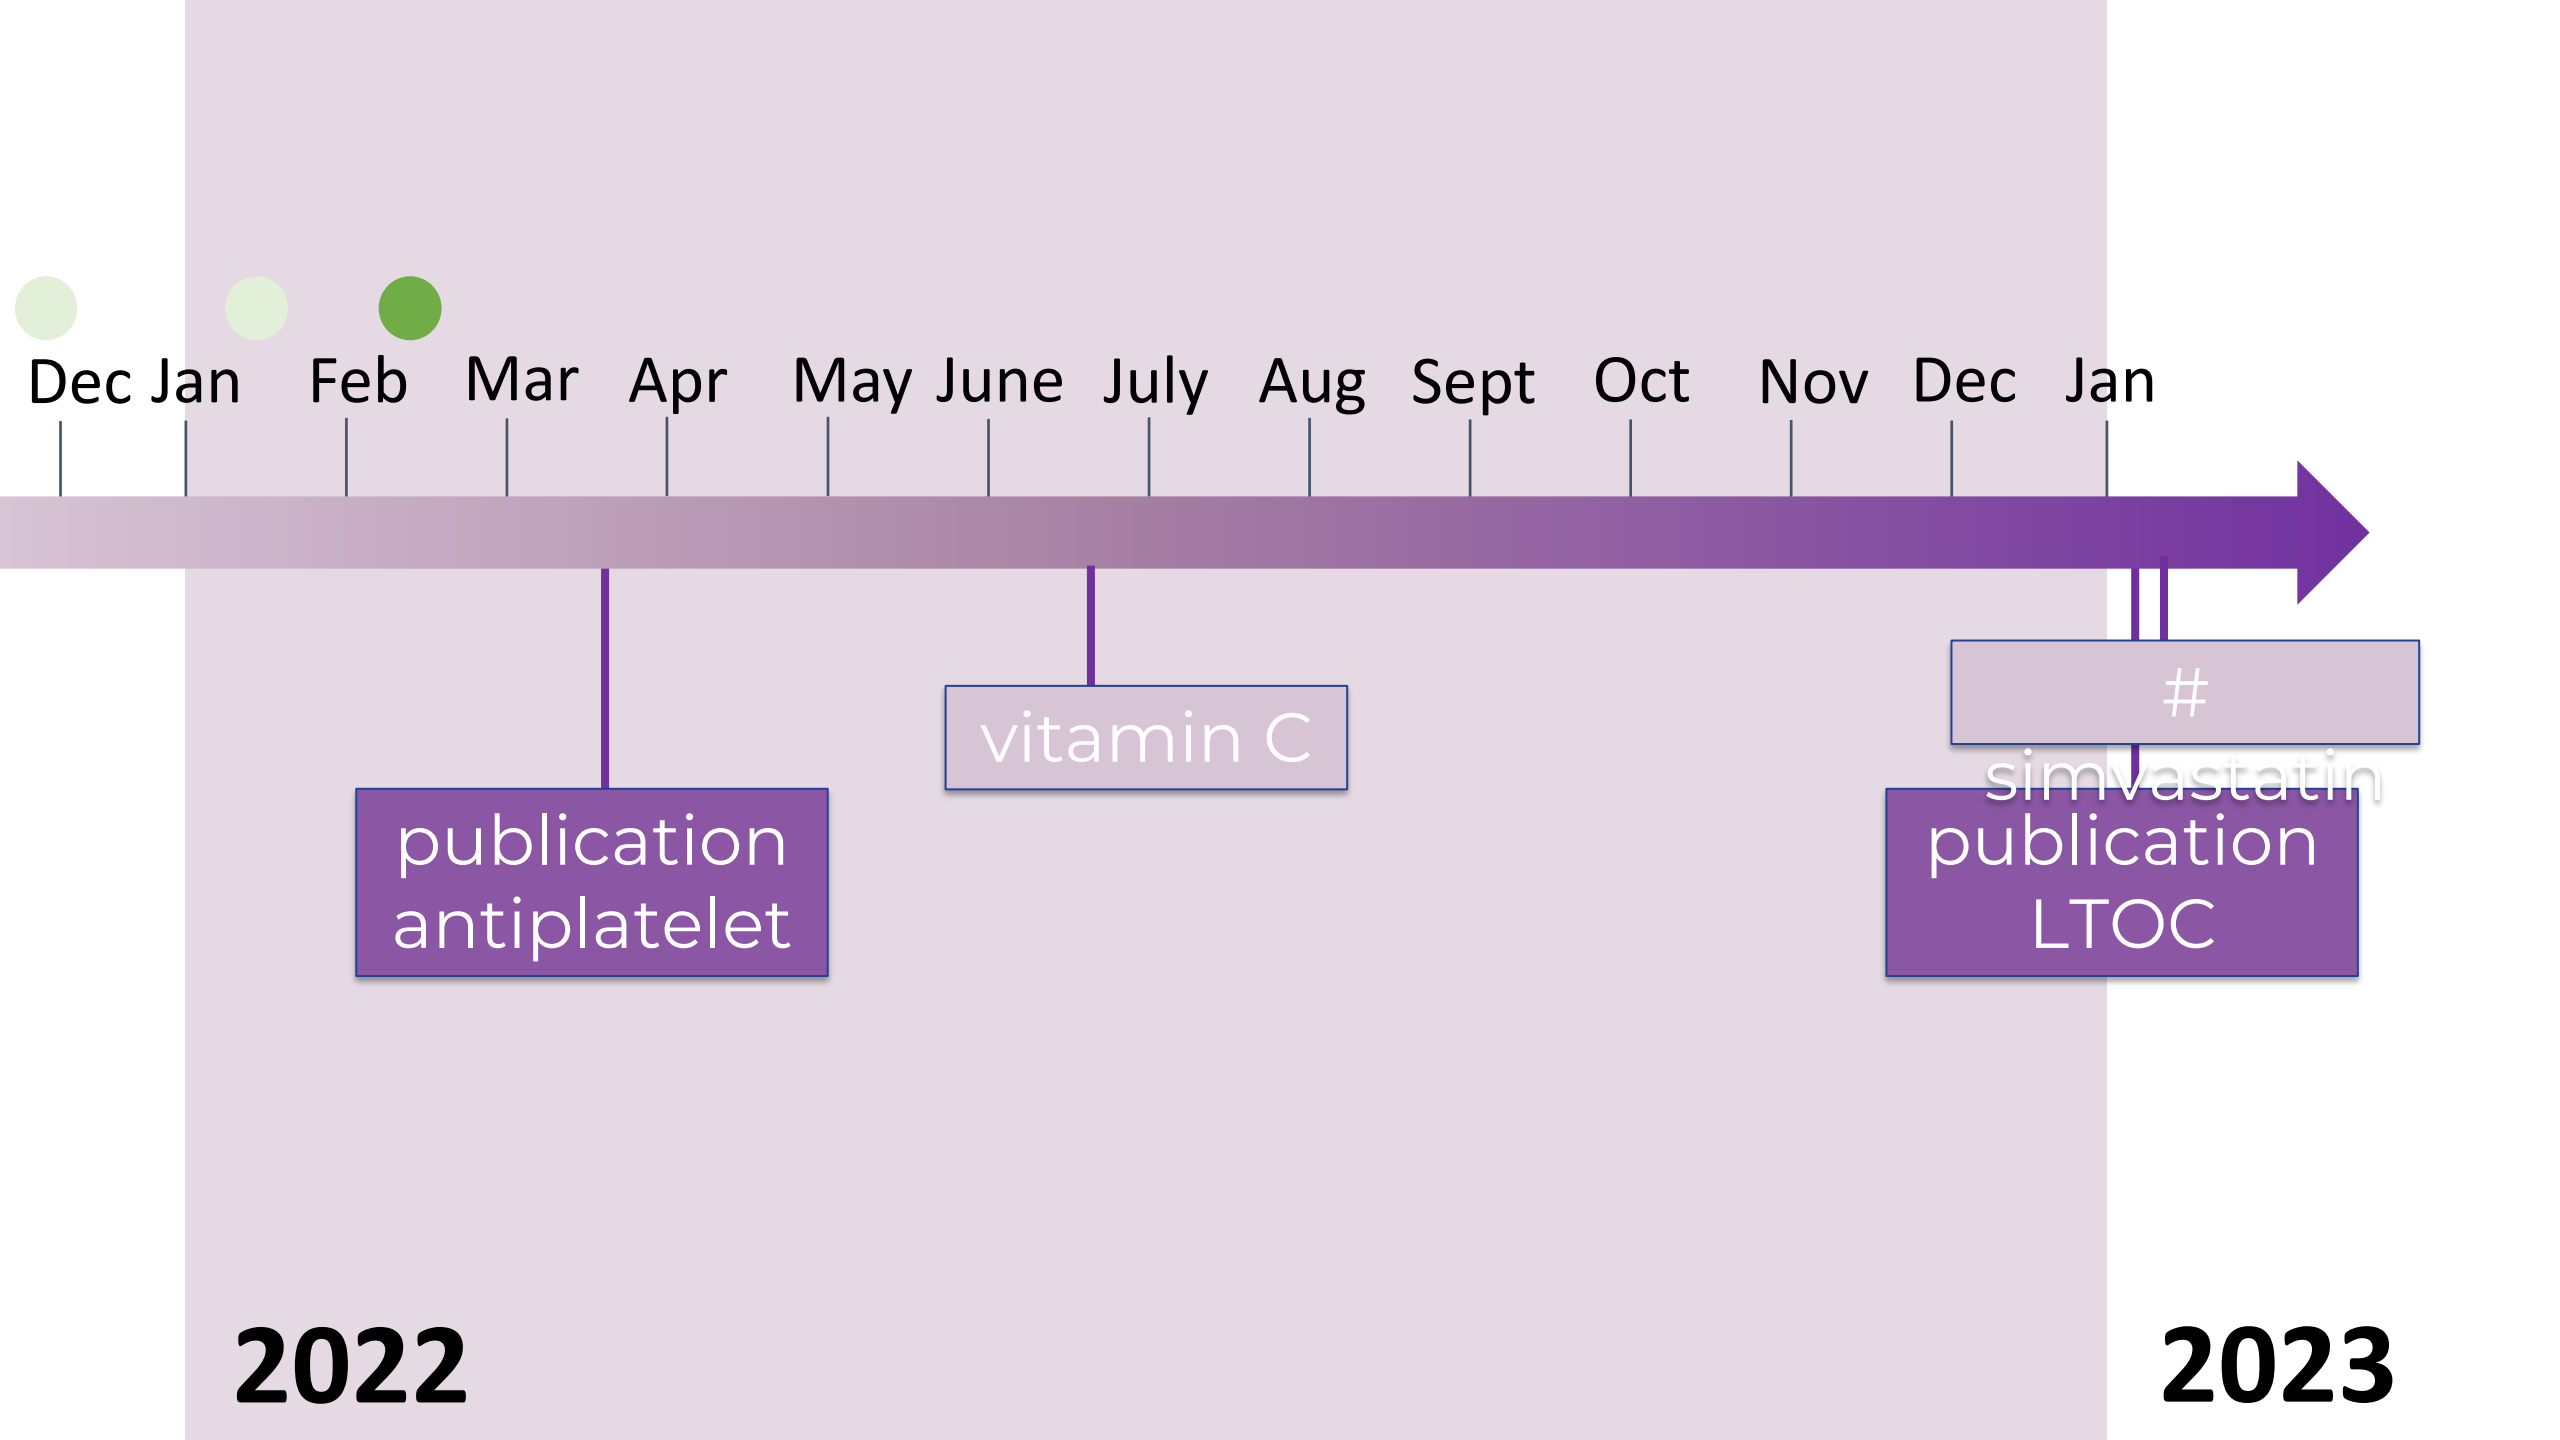 Dec Jan Feb Mar Apr May June July Aug Sept Oct Nov Dec Jan
vitamin C
#
simvastatin
publication
antiplatelet
publication
LTOC
2022
2023